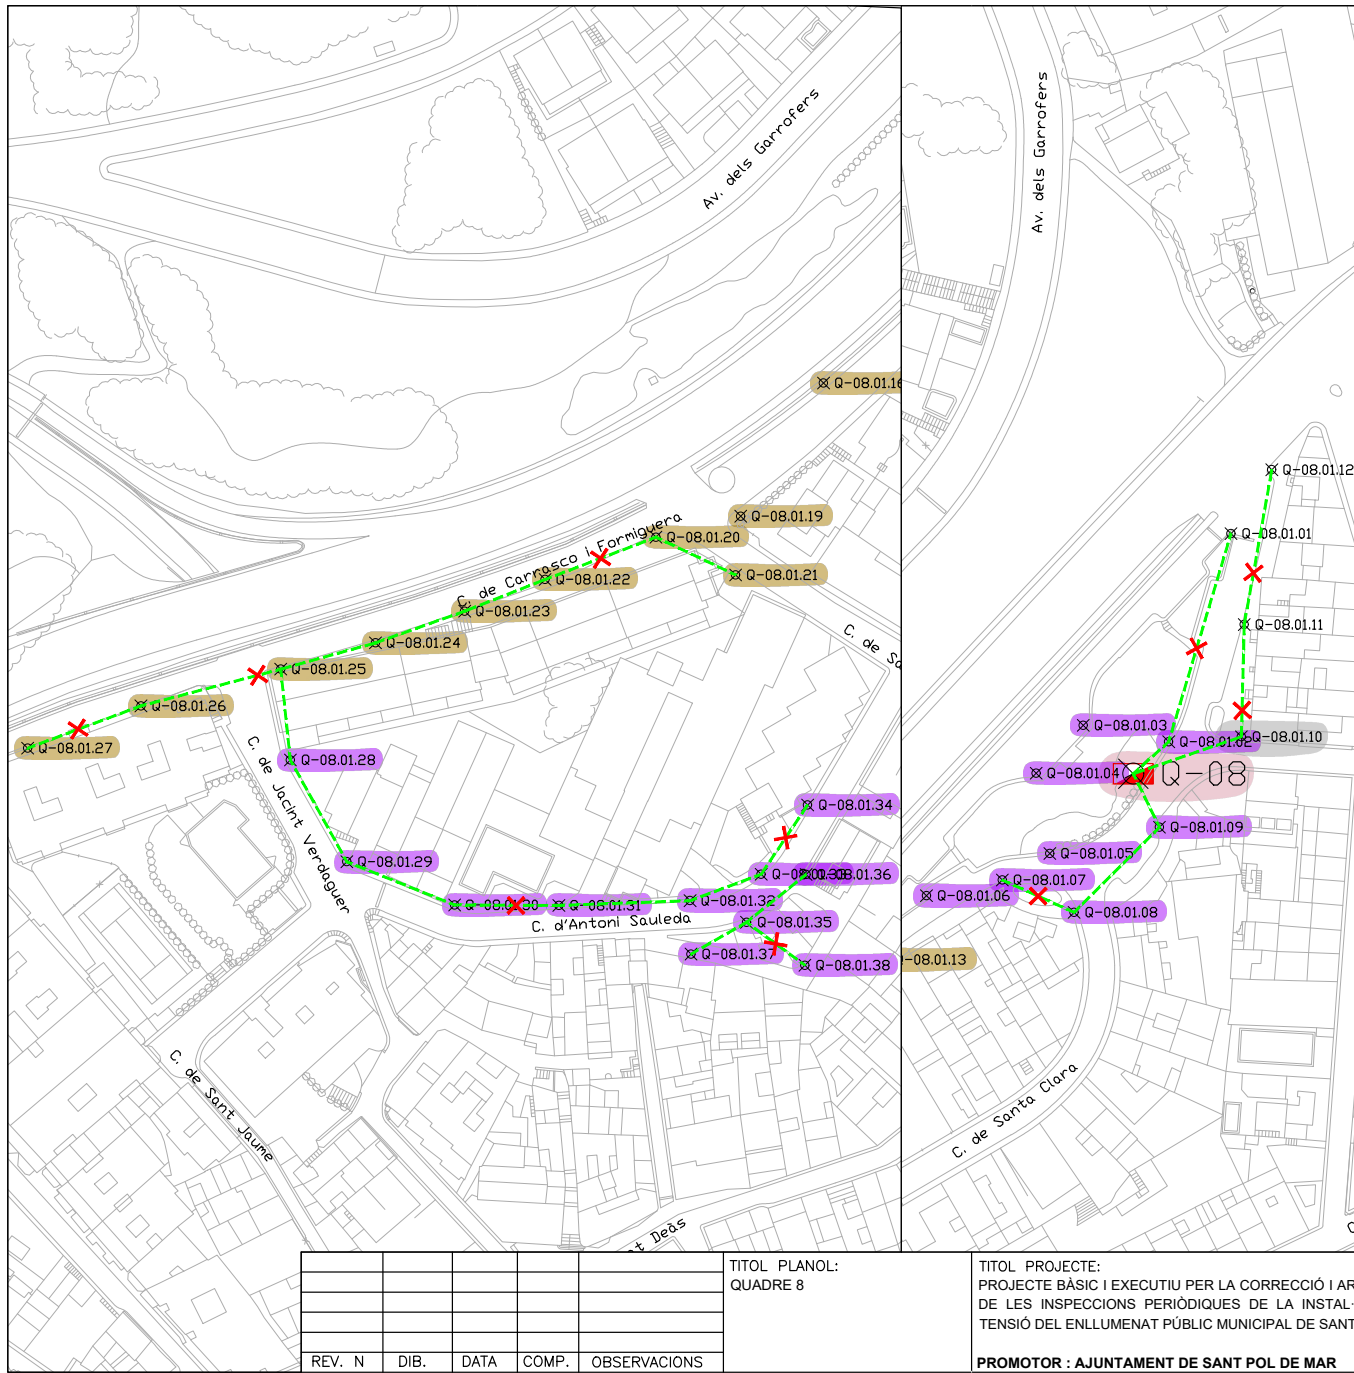 Av. dels Garrofers
Av. dels Garrofers
Q-08.01.16
Q-08.01.12
Q-08.01.19
C. de Carrasco i Formiguera
Q-08.01.20
Q-08.01.01
Q-08.01.21
Q-08.01.22
Q-08.01.23
Q-08.01.11
Q-08.01.24
C. de Sa
Q-08.01.25
Q-08.01.26
Q-08.01.03
Q-08.01.27
Q-08.01.02
Q-08.01.10
C. de Jacint Verdaguer
Q-08.01.28
Q-08.01.04
Q-08
Q-08.01.34
Q-08.01.09
Q-08.01.29
Q-08.01.05
Q-08.01.33
Q-08.01.36
Q-08.01.07
Q-08.01.06
Q-08.01.30
Q-08.01.31
Q-08.01.32
Q-08.01.08
C. d'Antoni Sauleda
Q-08.01.35
Q-08.01.37
Q-08.01.38
-08.01.13
C. de Sant Jaume
C. de Santa Clara
t Deàs
TITOL PLANOL:
QUADRE 8
TITOL PROJECTE:
PROJECTE BÀSIC I EXECUTIU PER LA CORRECCIÓ I AR
DE LES INSPECCIONS PERIÒDIQUES DE LA INSTAL·
TENSIÓ DEL ENLLUMENAT PÚBLIC MUNICIPAL DE SANT
REV. N DIB. DATA COMP. OBSERVACIONS
PROMOTOR : AJUNTAMENT DE SANT POL DE MAR